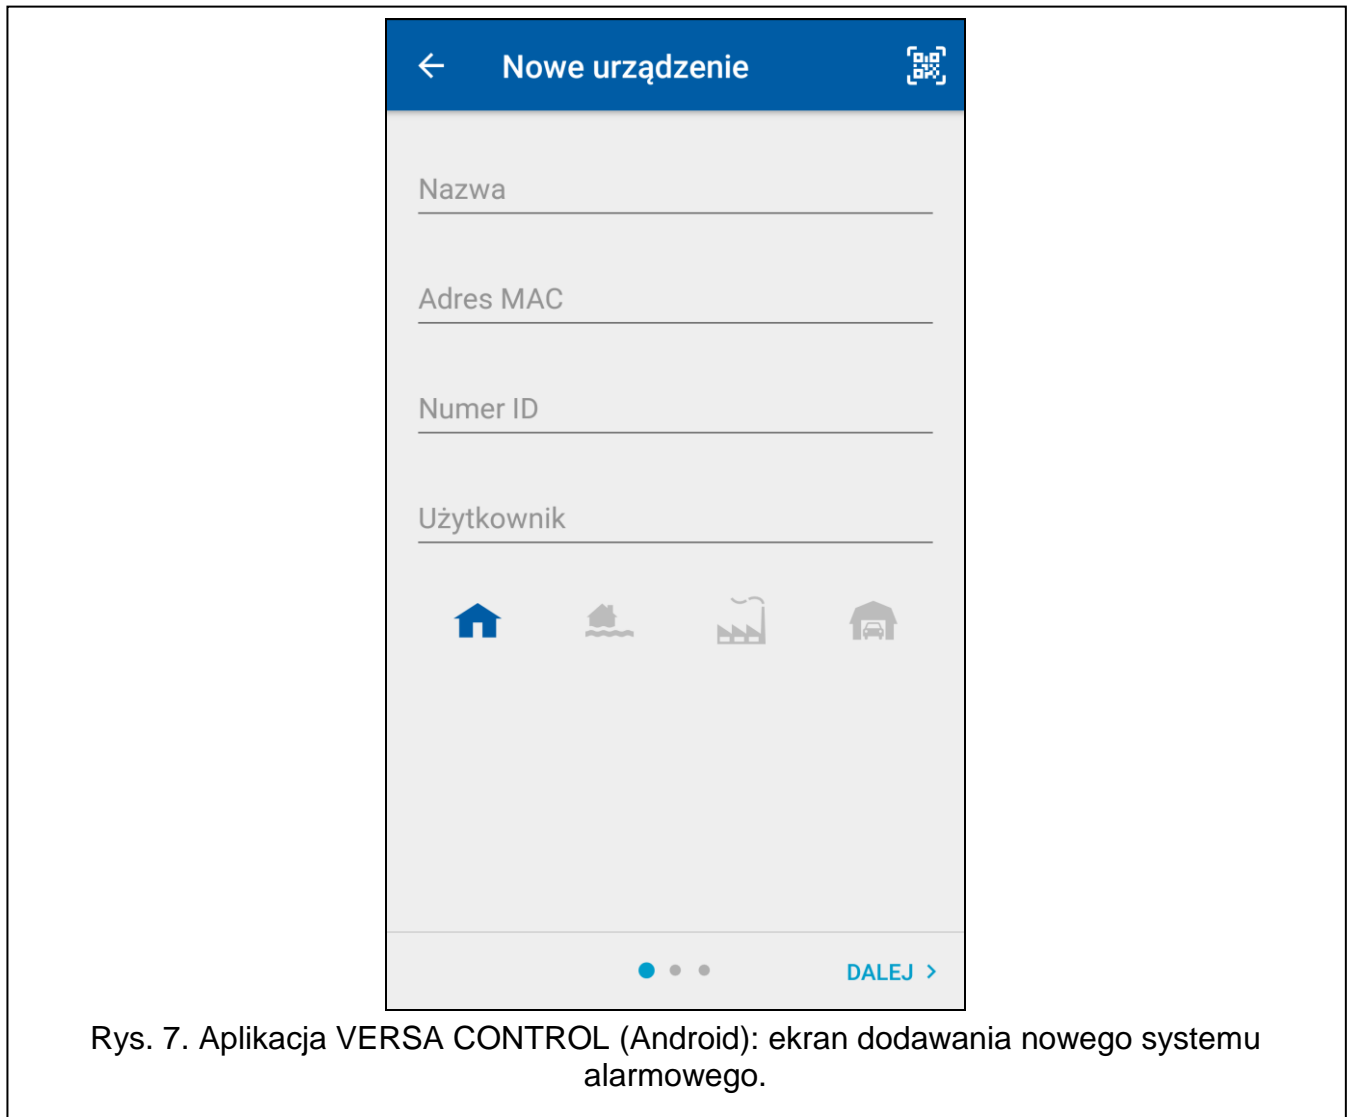 Nowe urządzenie
Nazwa
Adres MAC
Numer ID
Użytkownik
DALEJ
Rys. 7. Aplikacja VERSA CONTROL (Android): ekran dodawania nowego systemu
alarmowego.